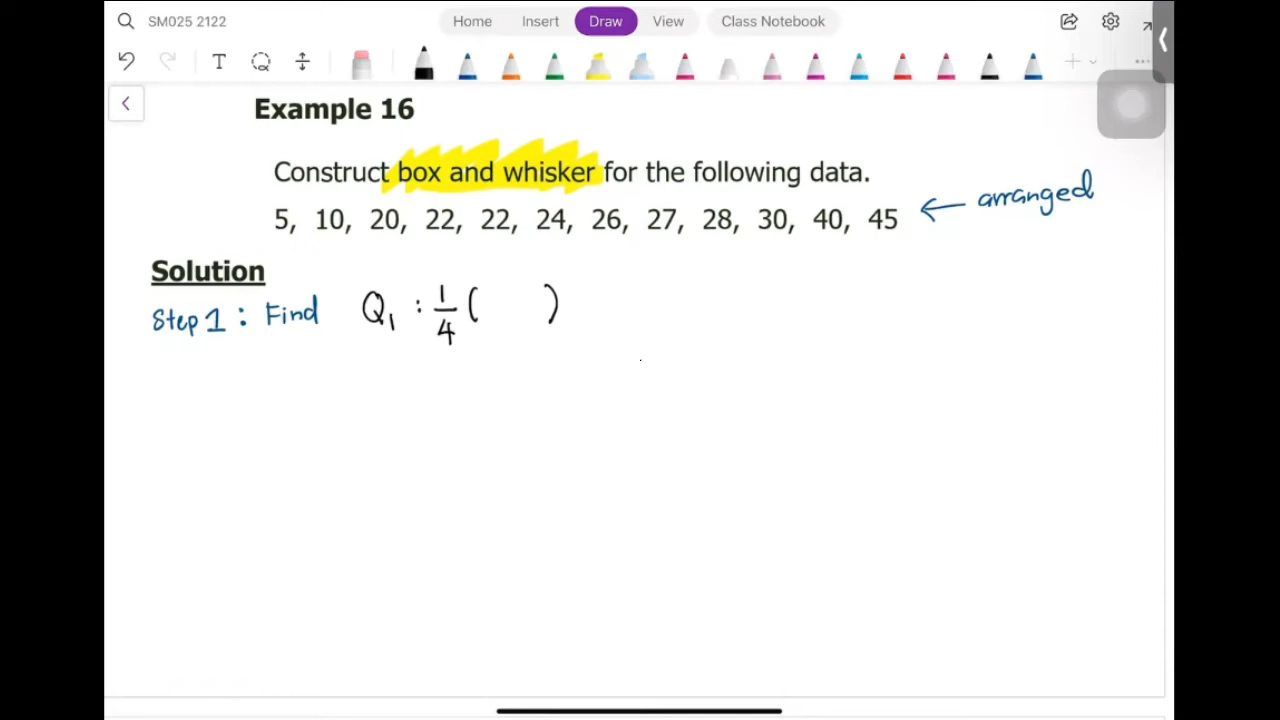 SM025 2122
Home Insert Draw View Class Notebook
T
Example 16
Construct box and whisker for the following data.
5, 10, 20, 22, 22, 24, 26, 27, 28, 30, 40, 45 ← arranged
Solution
Step 1 : Find Q₁ : 1/4 ( )